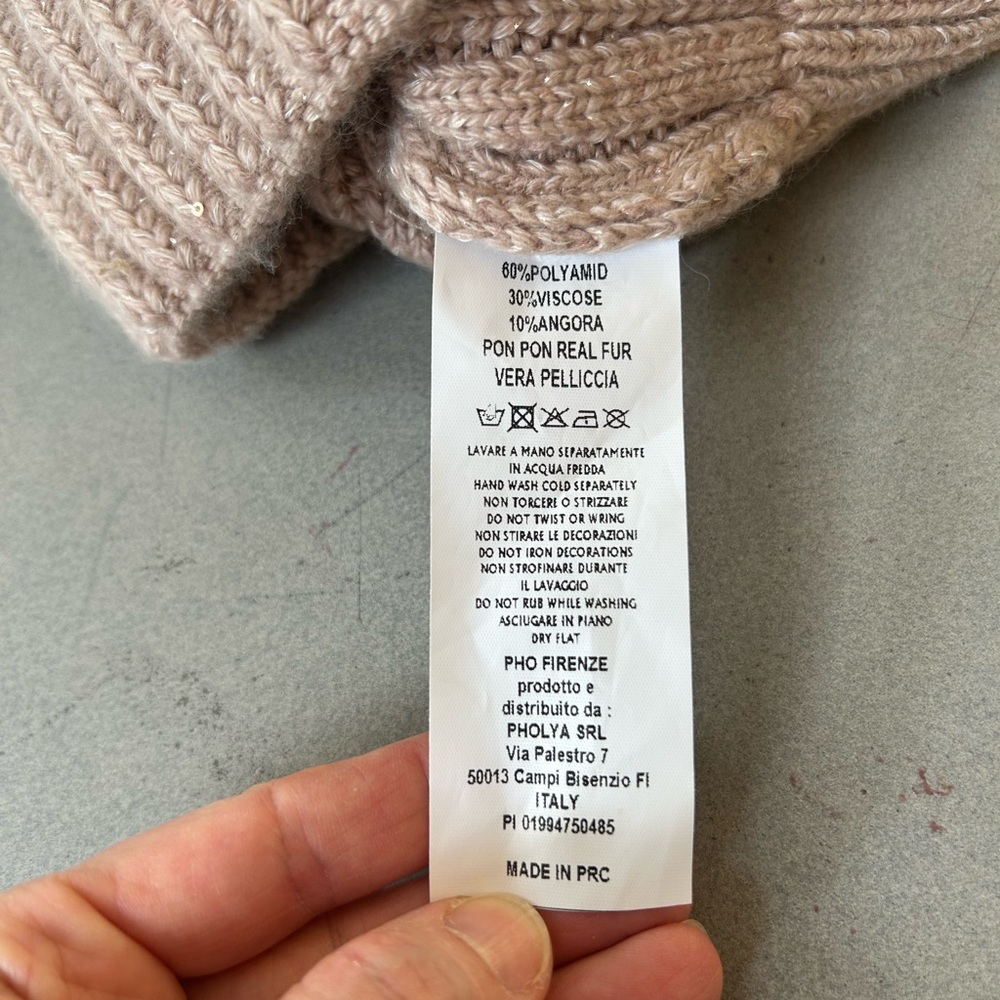 60%POLYAMID
30%VISCOSE
10%ANGORA
PON PON REAL FUR
VERA PELLICCIA
LAVARE A MANO SEPARATAMENTE
IN ACQUA FREDDA
HAND WASH COLD SEPARATELY
NON TORCERE O STRIZZARE
DO NOT TWIST OR WRING
NON STIRARE LE DECORAZIONI
DO NOT IRON DECORATIONS
NON STROFINARE DURANTE
IL LAVAGGIO
DO NOT RUB WHILE WASHING
ASCIUGARE IN PIANO
DRY FLAT
PHO FIRENZE
prodotto e
distribuito da :
PHOLYA SRL
Via Palestro 7
50013 Campi Bisenzio FI
ITALY
PI 01994750485
MADE IN PRC